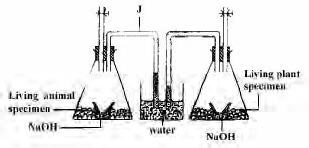 J
Living animal
specimen
NaOH
water
Living plant
specimen
NaOH